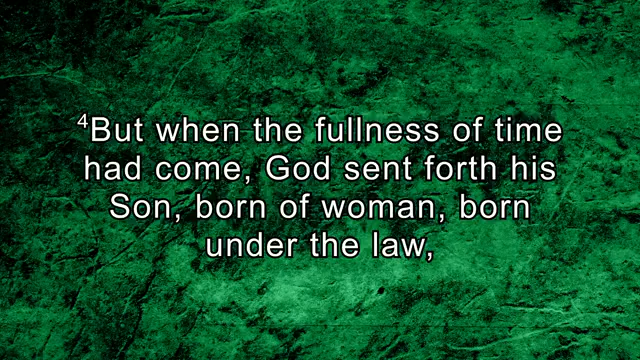 ⁴But when the fullness of time
had come, God sent forth his
Son, born of woman, born
under the law,